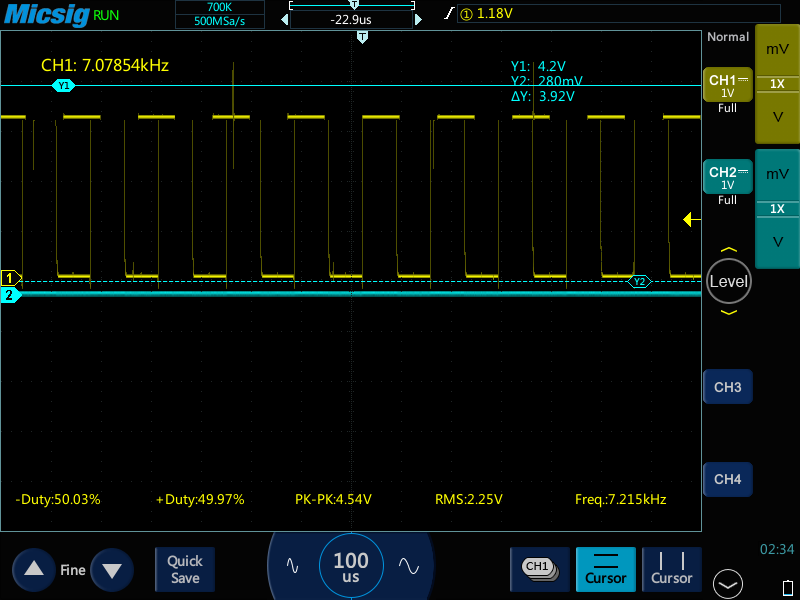 Micsig RUN
700K
500MSa/s
T
-22.9us
1 1.18V
T
Normal
mV
CH1: 7.07854kHz
Y1: 4.2V
Y2: 280mV
ΔY: 3.92V
Y1
CH1
1V
Full
1X
V
CH2
1V
Full
mV
1X
V
1
2
Y2
Level
CH3
CH4
-Duty:50.03%
+Duty:49.97%
PK-PK:4.54V
RMS:2.25V
Freq.:7.215kHz
Fine
Quick
Save
100
us
CH1
Cursor
Cursor
02:34